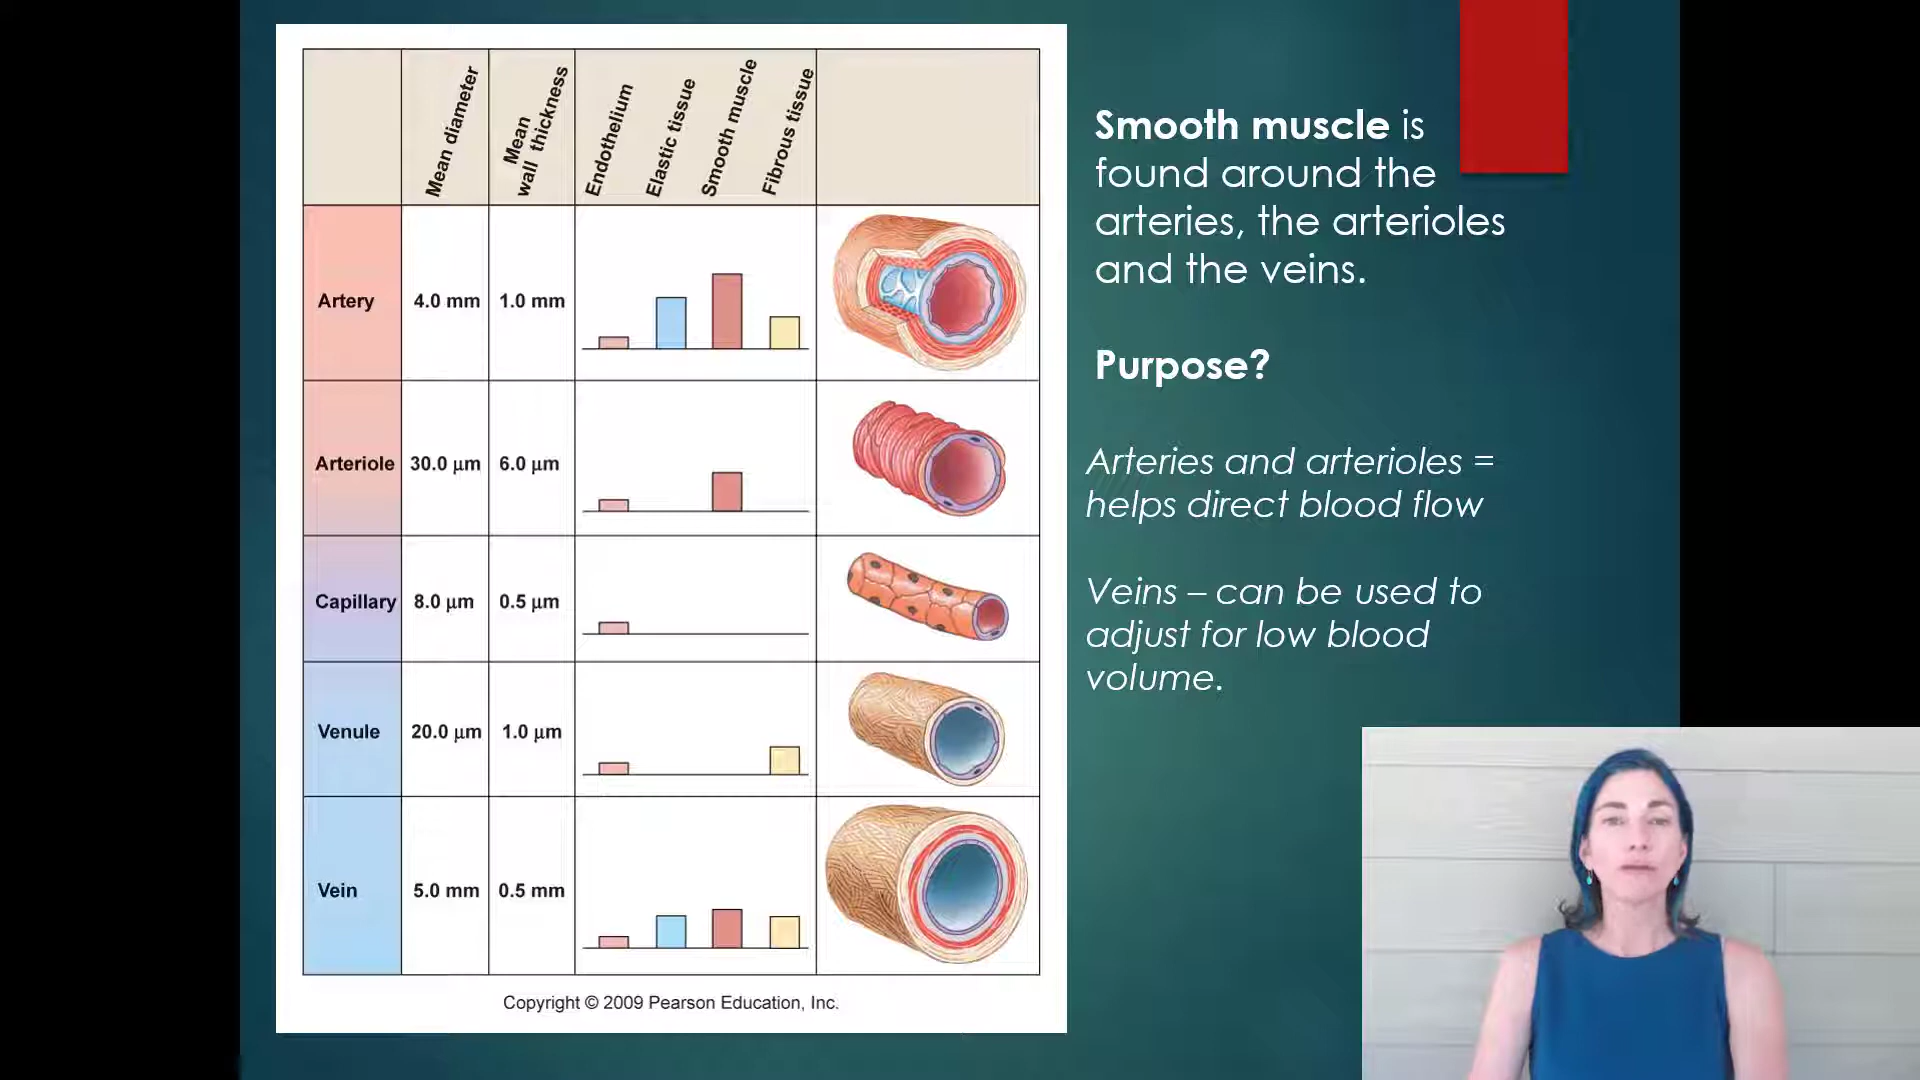 Mean diameter
Mean
wall thickness
Endothelium
Elastic tissue
Smooth muscle
Fibrous tissue
Artery 4.0 mm 1.0 mm
Arteriole 30.0 µm 6.0 µm
Capillary 8.0 µm 0.5 µm
Venule 20.0 µm 1.0 µm
Vein 5.0 mm 0.5 mm
Copyright © 2009 Pearson Education, Inc.
Smooth muscle is
found around the
arteries, the arterioles
and the veins.
Purpose?
Arteries and arterioles =
helps direct blood flow
Veins – can be used to
adjust for low blood
volume.